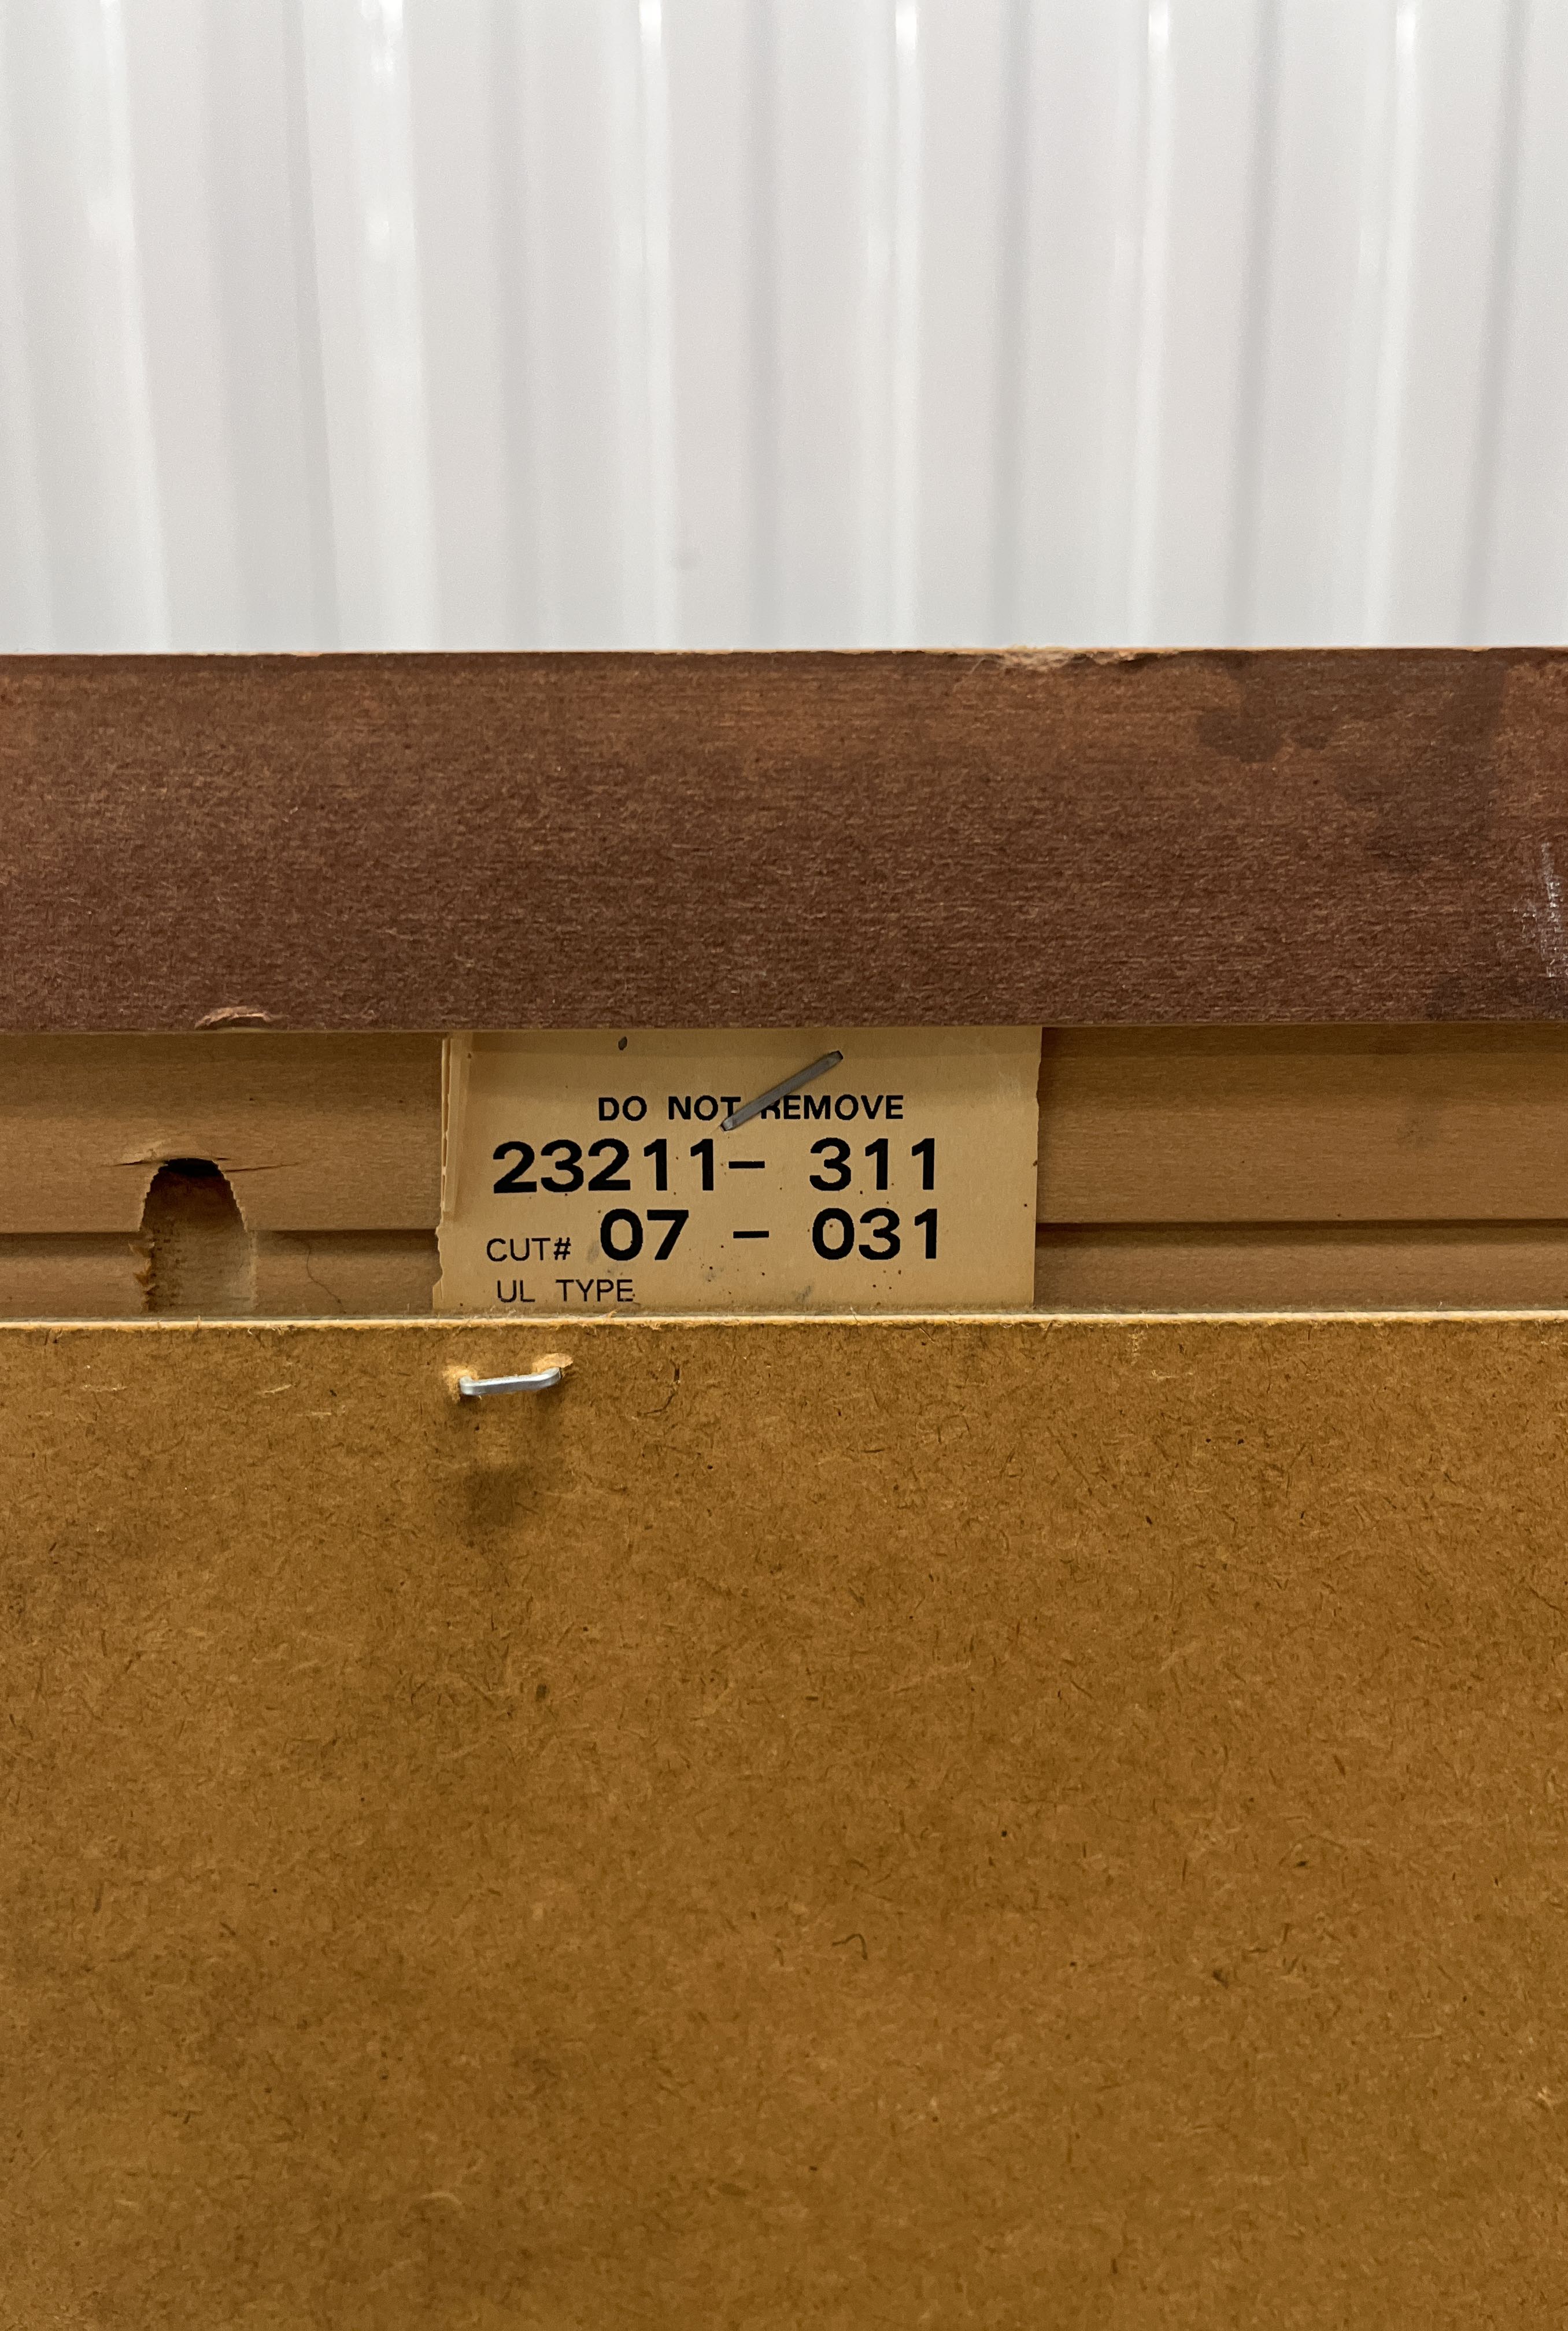 DO NOT REMOVE
23211- 311
CUT# 07 - 031
UL TYPE